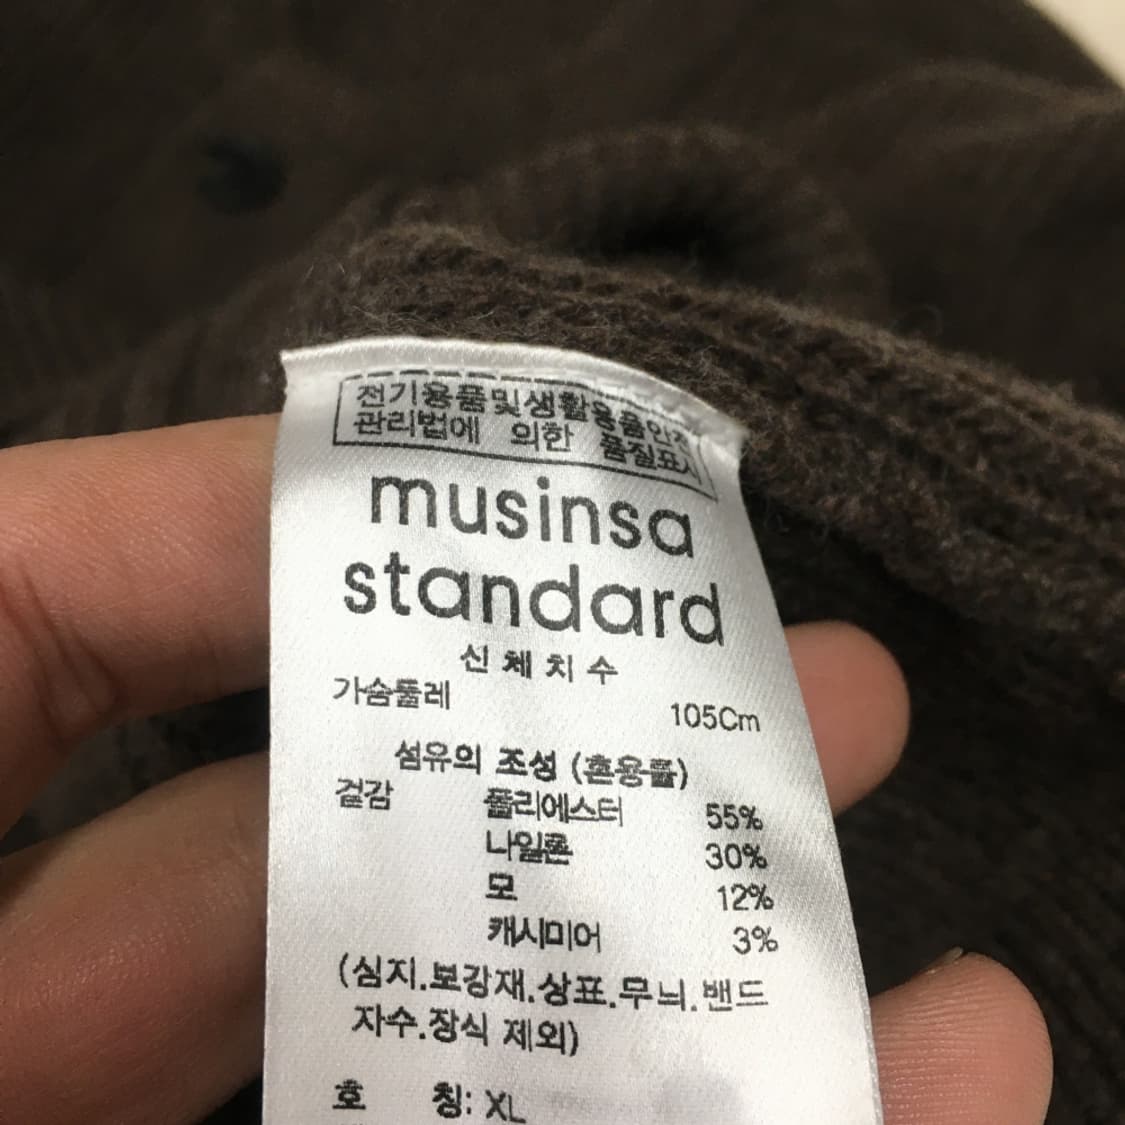 전기용품및생활용품안전
관리법에 의한 품질표시
musinsa
standard
신체치수
가슴둘레 105Cm
섬유의 조성 (혼용률)
겉감 폴리에스터 55%
나일론 30%
모 12%
캐시미어 3%
(심지.보강재.상표.무늬.밴드
자수.장식 제외)
호 칭: XL